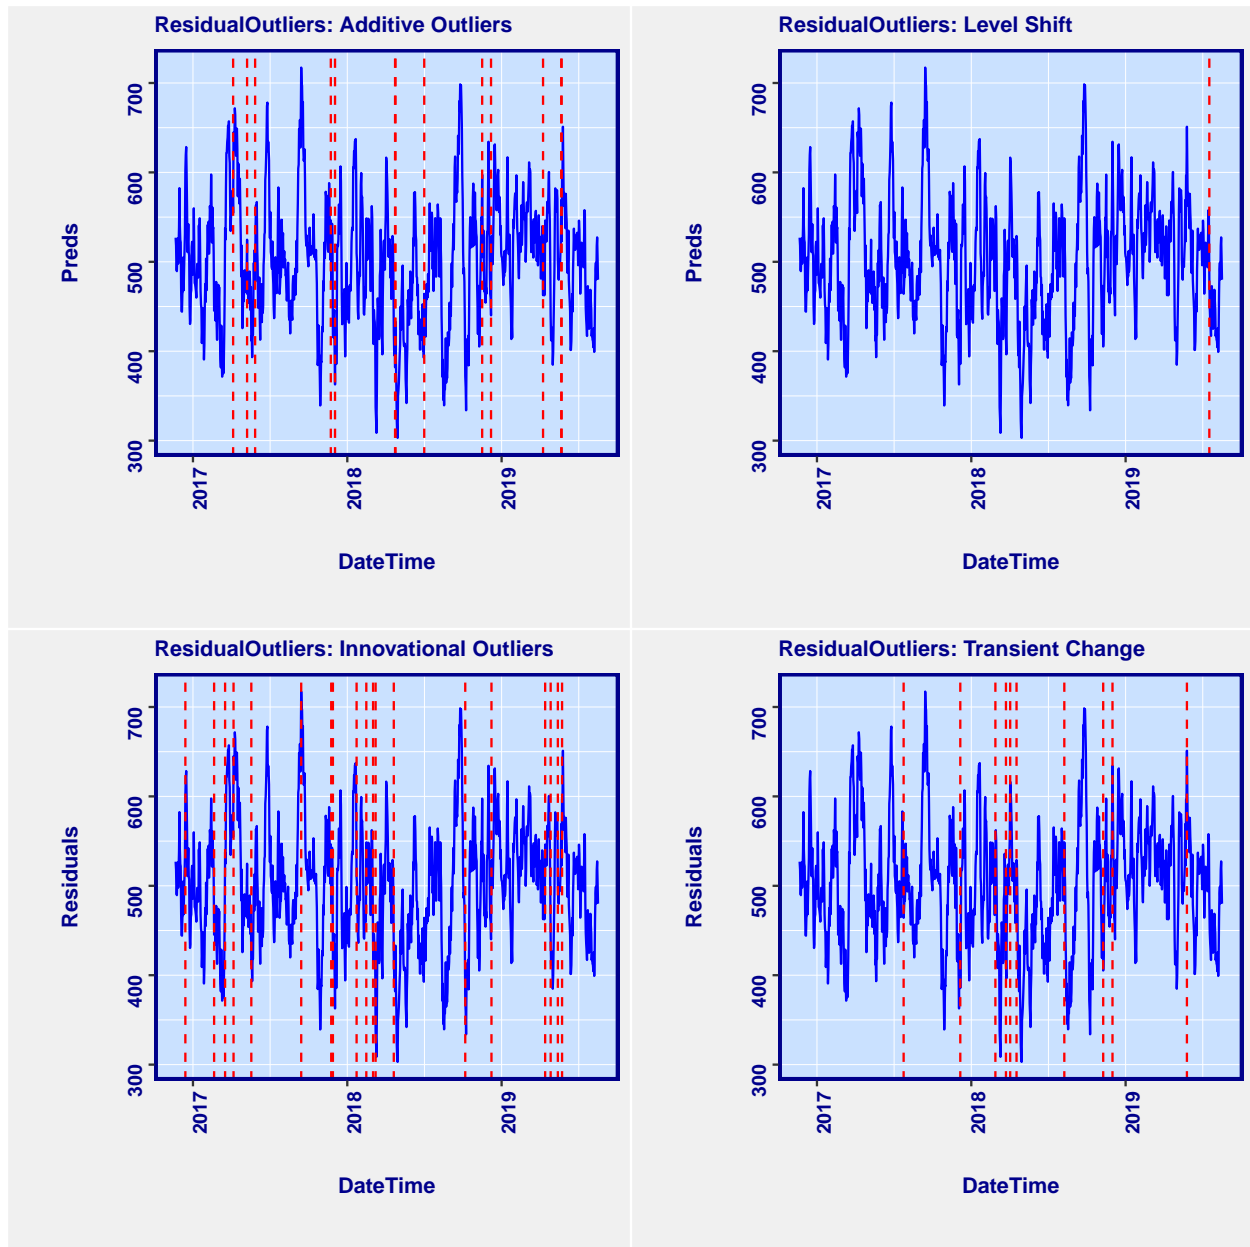 ResidualOutliers: Additive Outliers
Preds
700
600
500
400
300
2017
2018
2019
DateTime
ResidualOutliers: Level Shift
Preds
700
600
500
400
300
2017
2018
2019
DateTime
ResidualOutliers: Innovational Outliers
Residuals
700
600
500
400
300
2017
2018
2019
DateTime
ResidualOutliers: Transient Change
Residuals
700
600
500
400
300
2017
2018
2019
DateTime